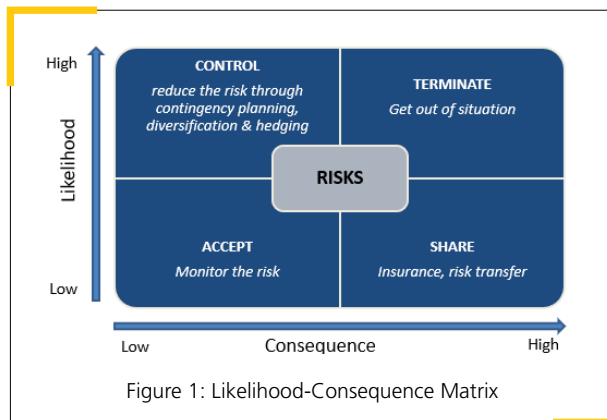 High
Likelihood
Low
CONTROL
reduce the risk through
contingency planning,
diversification & hedging
TERMINATE
Get out of situation
RISKS
ACCEPT
Monitor the risk
SHARE
Insurance, risk transfer
Low
Consequence
High
Figure 1: Likelihood-Consequence Matrix